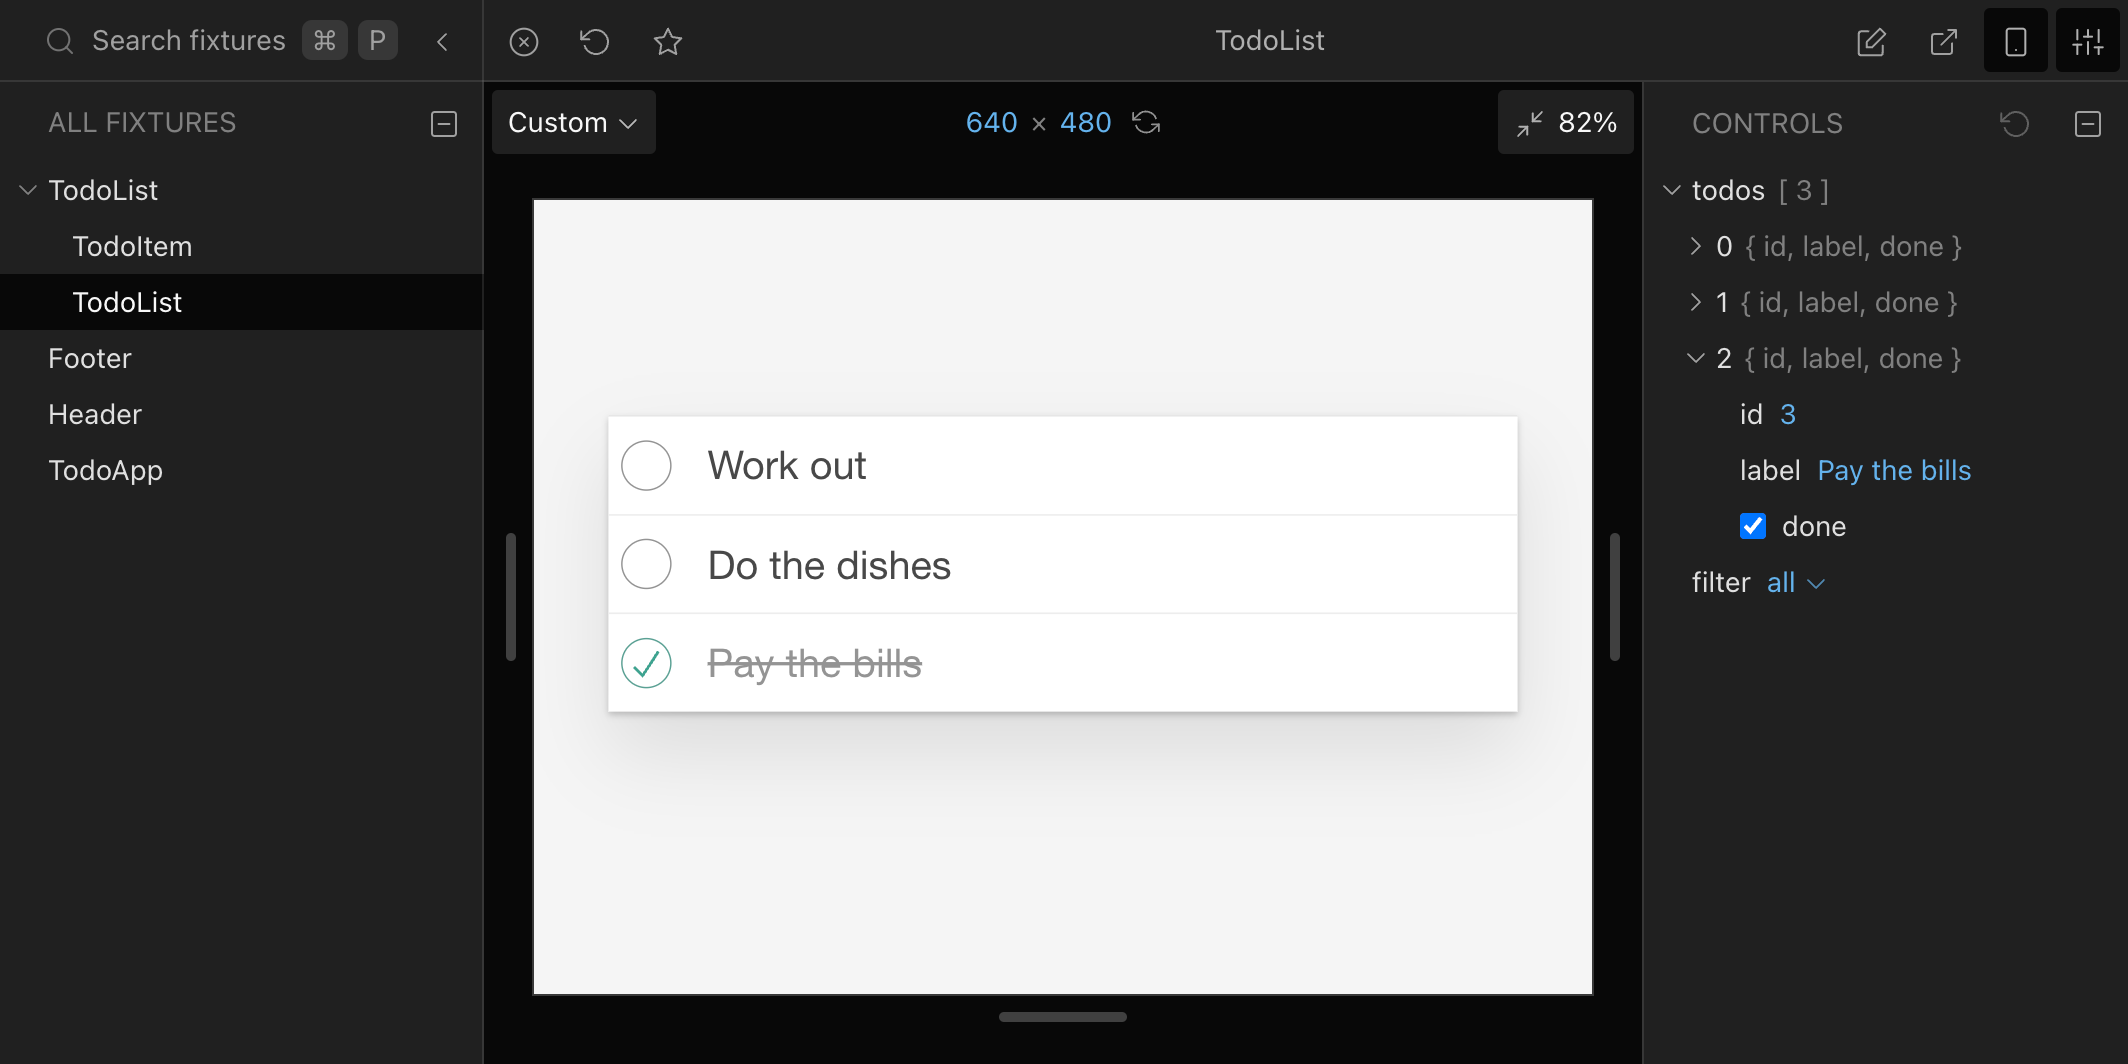 Search fixtures ⌘ P
TodoList
ALL FIXTURES
TodoList
TodoItem
TodoList
Footer
Header
TodoApp
Custom
640 × 480
82%
Work out
Do the dishes
Pay the bills
CONTROLS
todos [ 3 ]
0 { id, label, done }
1 { id, label, done }
2 { id, label, done }
id 3
label Pay the bills
done
filter all